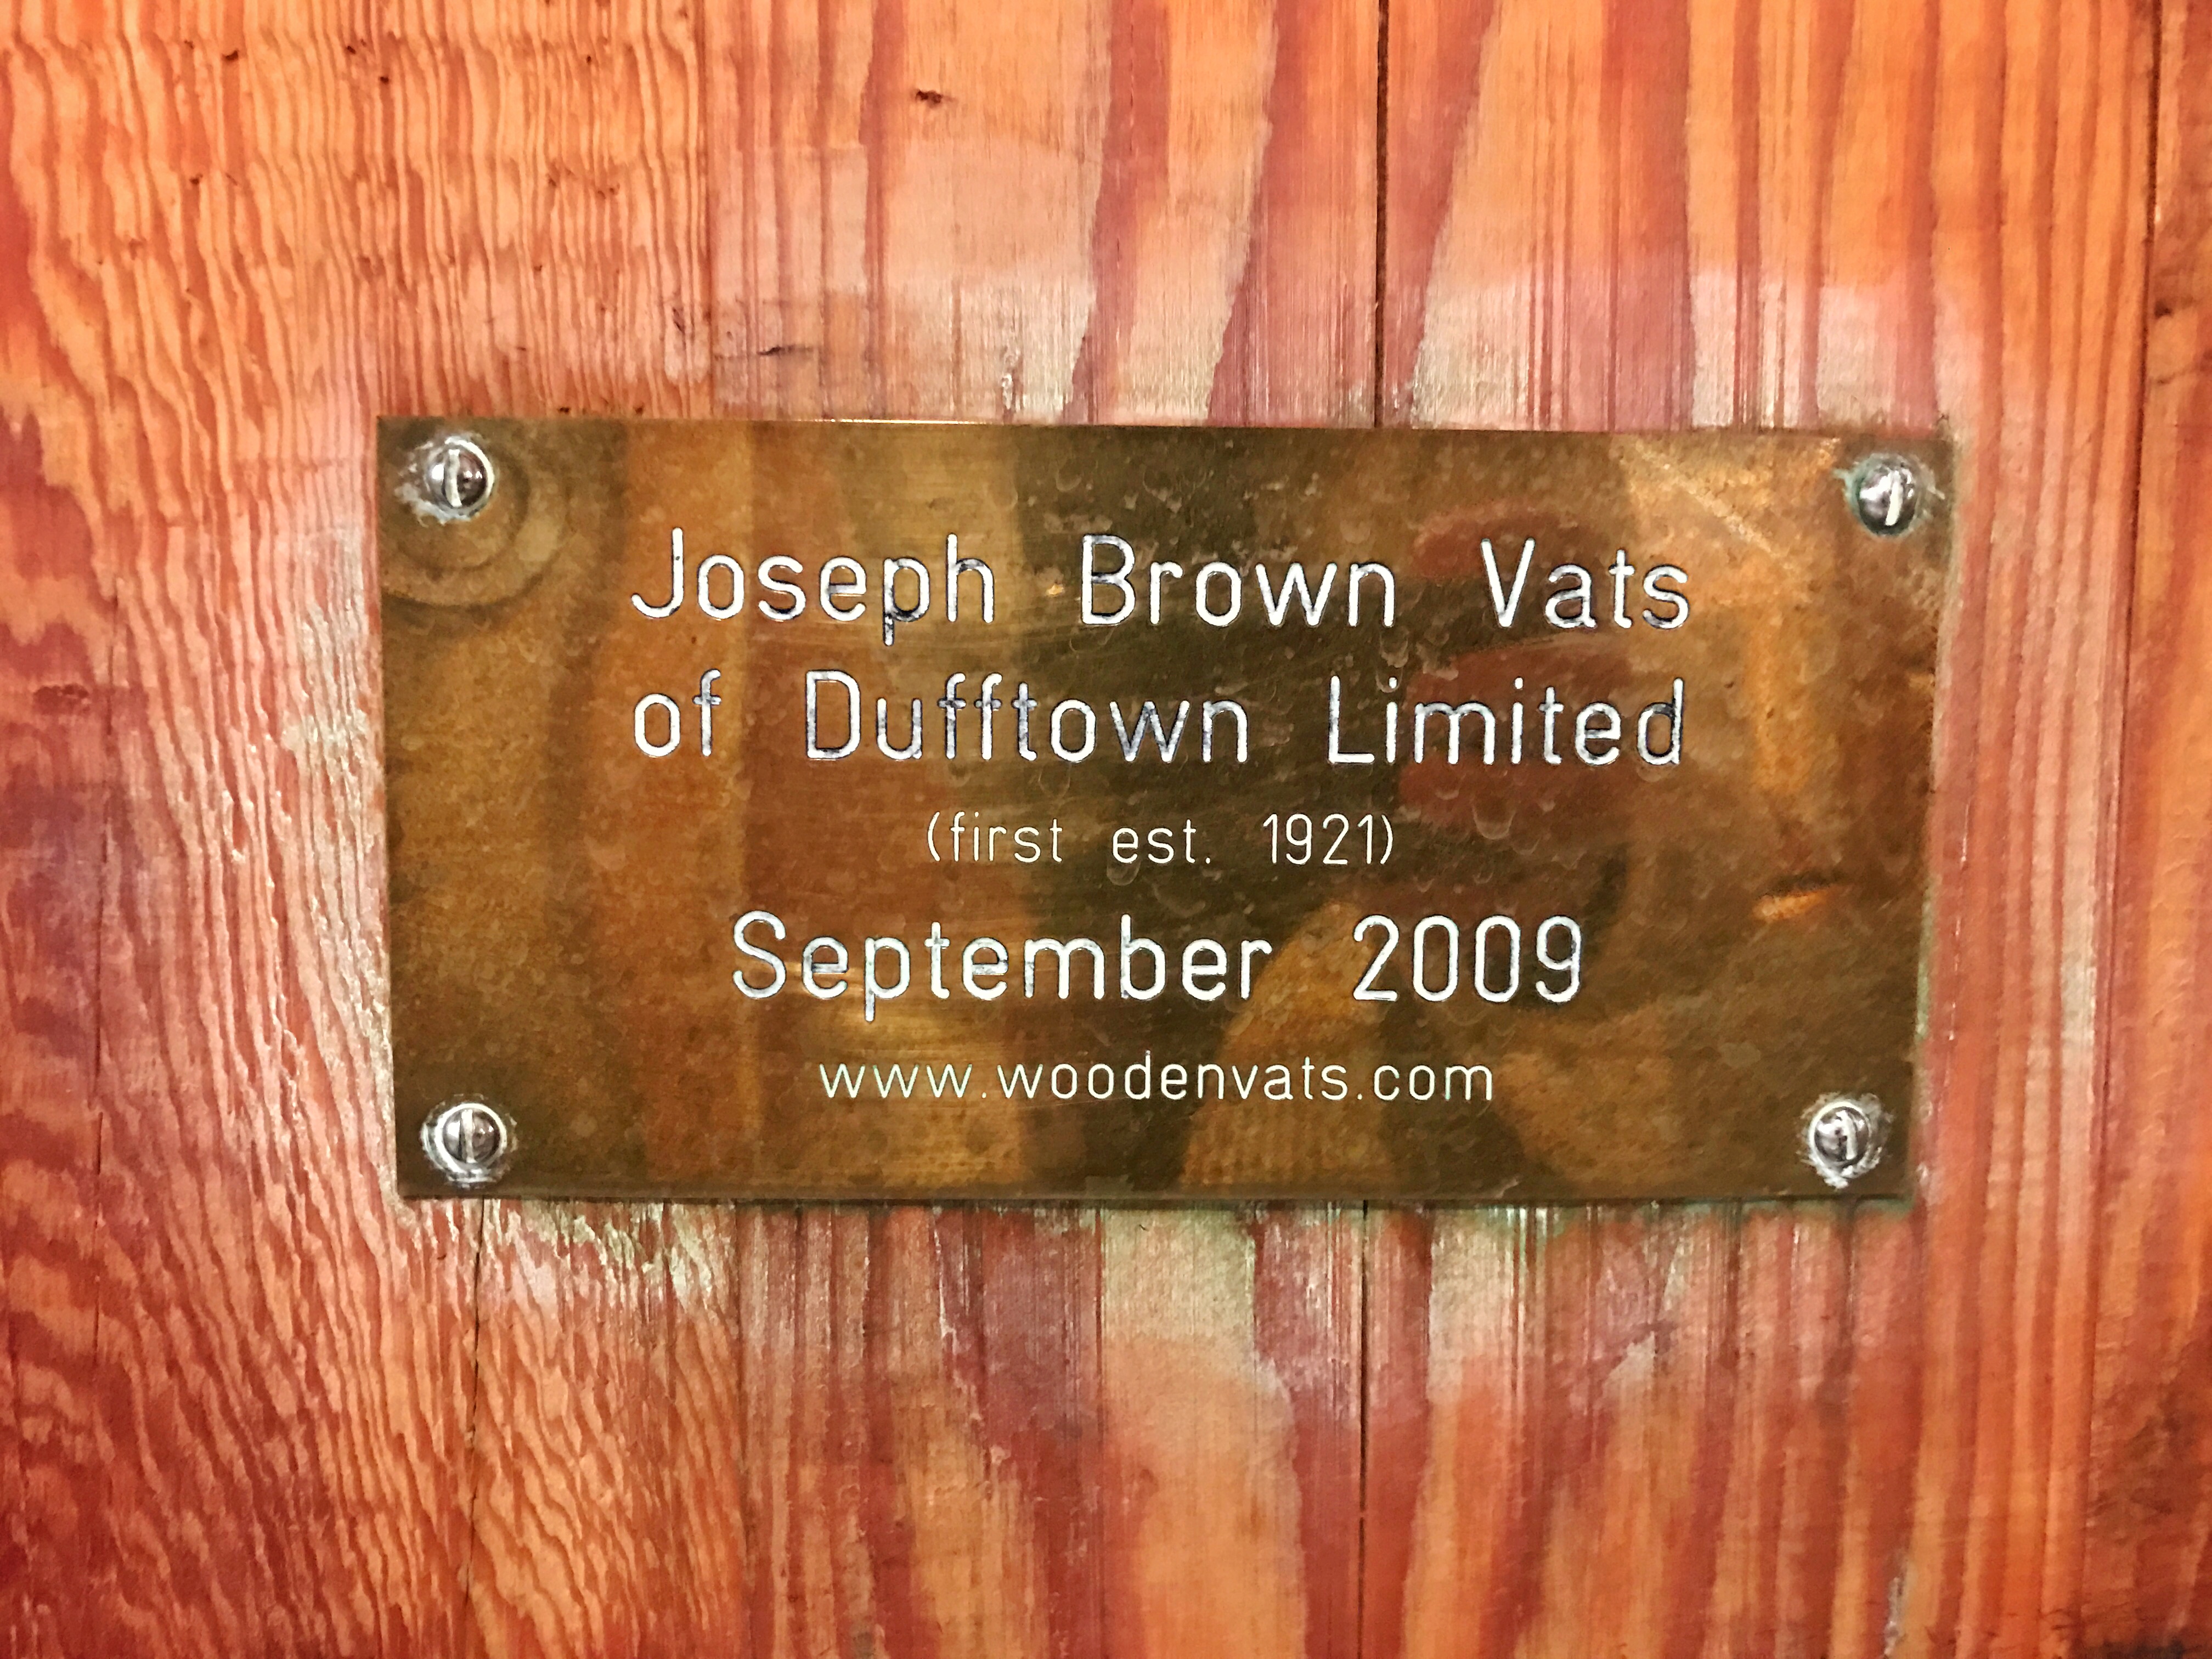 Joseph Brown Vats
of Dufftown Limited
(first est. 1921)
September 2009
www.woodenvats.com